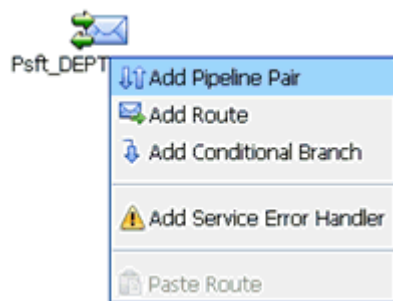 Psft_DEPT
Add Pipeline Pair
Add Route
Add Conditional Branch
Add Service Error Handler
Paste Route